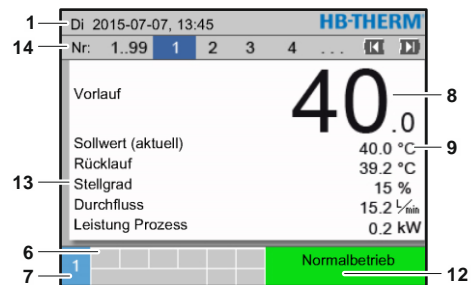 1 Di 2015-07-07, 13:45 HB-THERM
14 Nr: 1..99 1 2 3 4 ...
Vorlauf 40.0 8
Sollwert (aktuell) 40.0 °C 9
Rücklauf 39.2 °C
13 Stellgrad 15 %
Durchfluss 15.2 L/min
Leistung Prozess 0.2 kW
6 Normalbetrieb
7 1 12